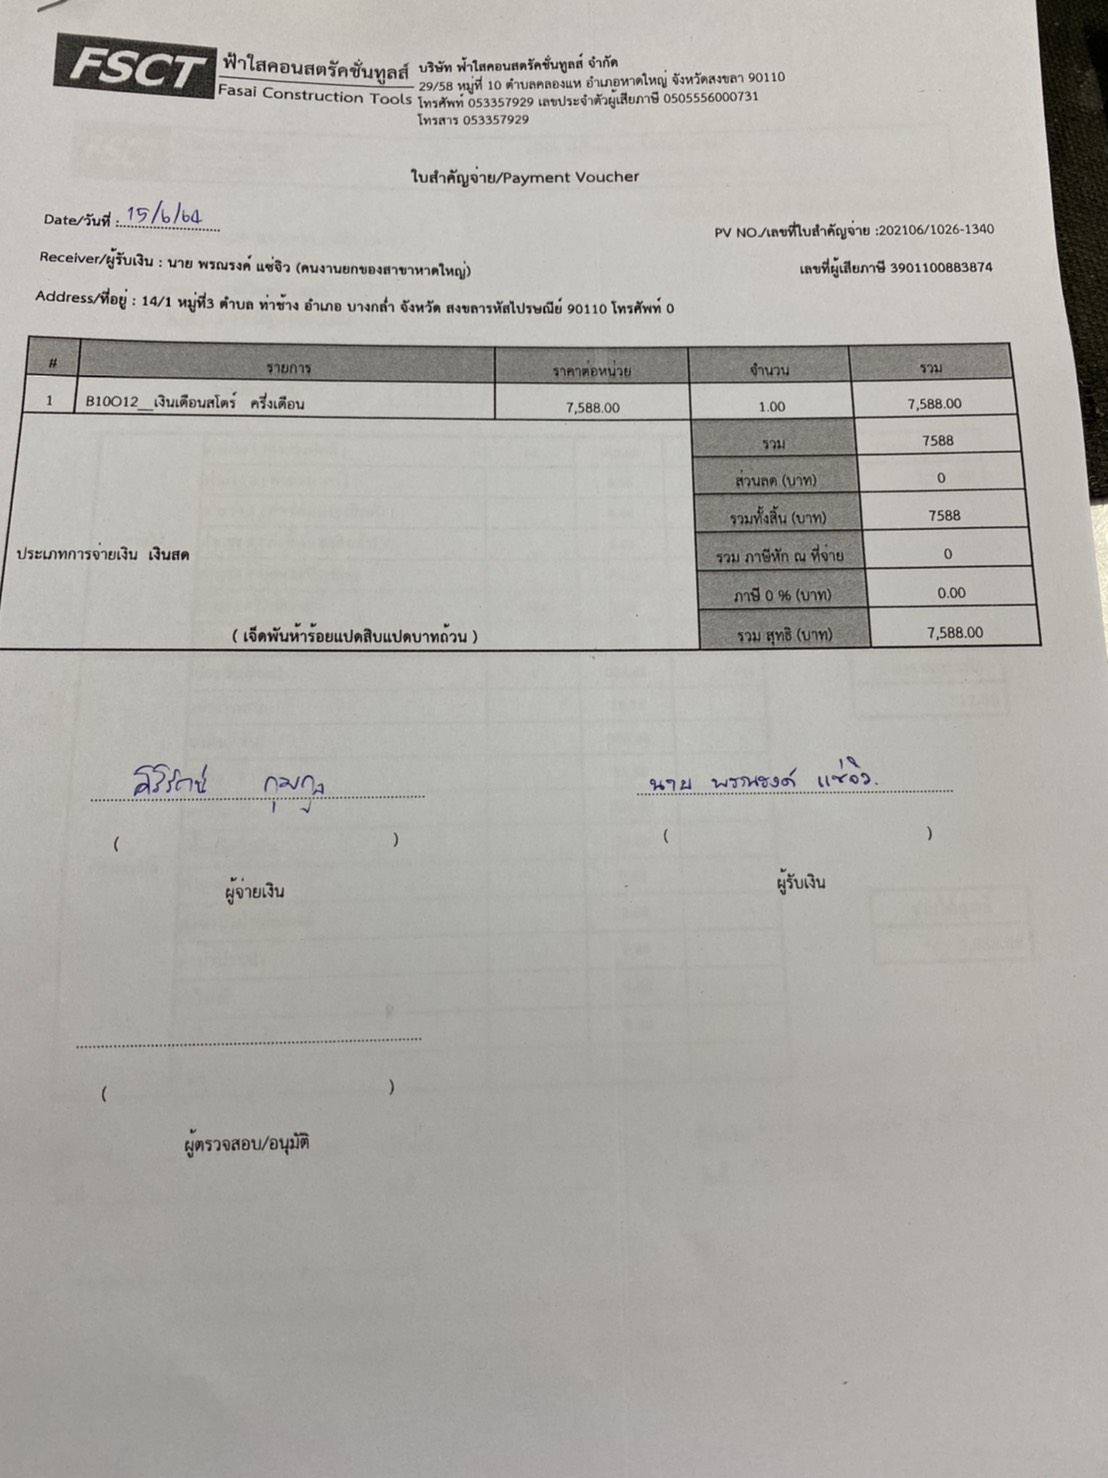 FSCT ฟ้าใสคอนสตรัคชั่นทูลส์
Fasai Construction Tools
บริษัท ฟ้าใสคอนสตรัคชั่นทูลส์ จำกัด
29/58 หมู่ที่ 10 ตำบลคลองแห อำเภอหาดใหญ่ จังหวัดสงขลา 90110
โทรศัพท์ 053357929 เลขประจำตัวผู้เสียภาษี 0505556000731
โทรสาร 053357929
ใบสำคัญจ่าย/Payment Voucher
Date/วันที่ : 15/6/64
PV NO./เลขที่ใบสำคัญจ่าย :202106/1026-1340
Receiver/ผู้รับเงิน : นาย พรณรงค์ แซ่จิว (คนงานยกของสาขาหาดใหญ่)
เลขที่ผู้เสียภาษี 3901100883874
Address/ที่อยู่ : 14/1 หมู่ที่3 ตำบล ท่าช้าง อำเภอ บางกล่ำ จังหวัด สงขลารหัสไปรษณีย์ 90110 โทรศัพท์ 0
# รายการ ราคาต่อหน่วย จำนวน รวม
1 B10O12__เงินเดือนสโตร์ ครึ่งเดือน 7,588.00 1.00 7,588.00
รวม 7588
ส่วนลด (บาท) 0
รวมทั้งสิ้น (บาท) 7588
ประเภทการจ่ายเงิน เงินสด
รวม ภาษีหัก ณ ที่จ่าย 0
ภาษี 0 % (บาท) 0.00
( เจ็ดพันห้าร้อยแปดสิบแปดบาทถ้วน )
รวม สุทธิ (บาท) 7,588.00
นาย พรณรงค์ แซ่จิว.
( ) ( )
ผู้จ่ายเงิน ผู้รับเงิน
( )
ผู้ตรวจสอบ/อนุมัติ